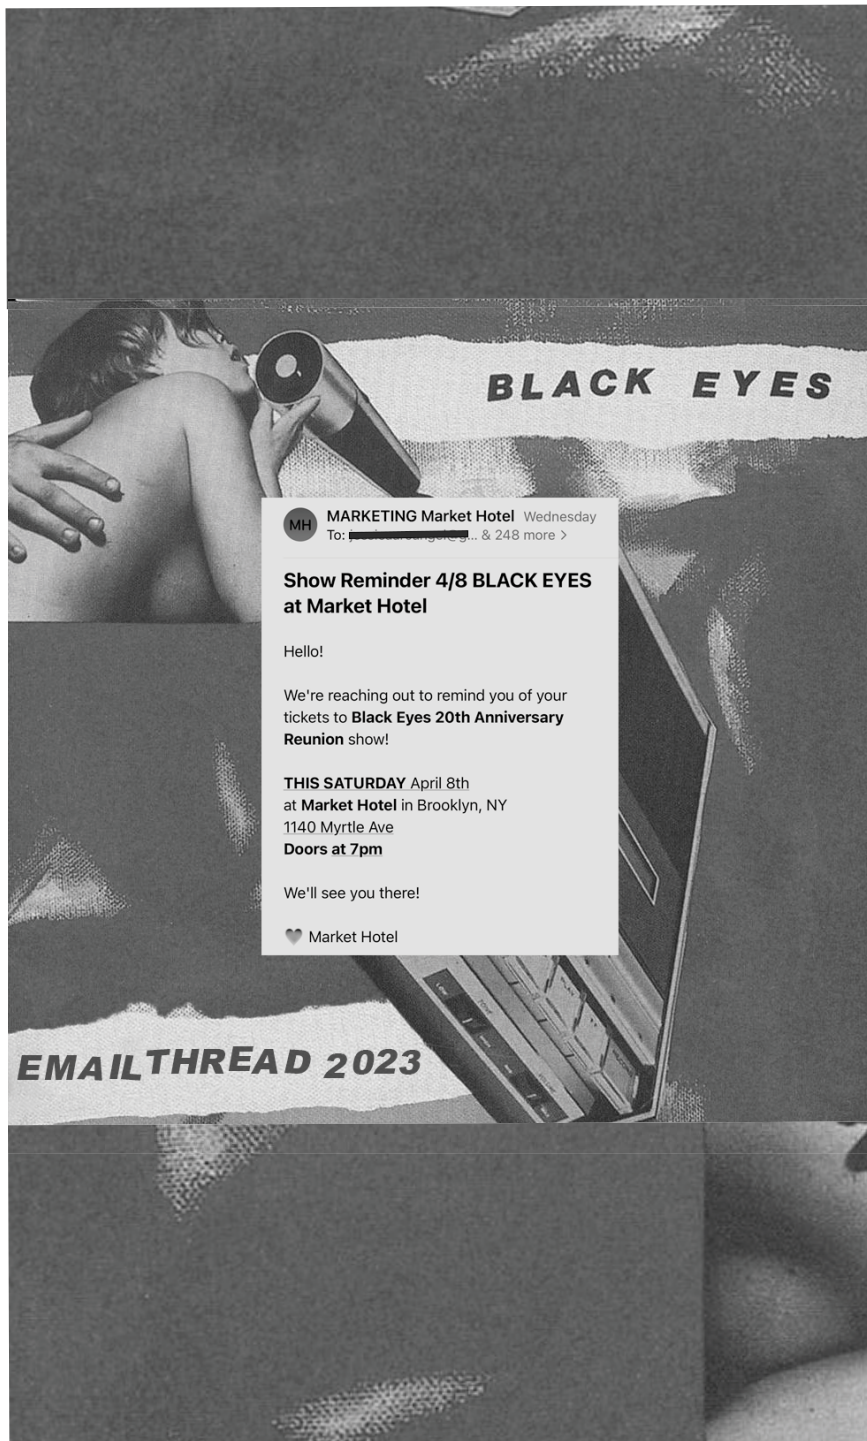 BLACK EYES
MH
MARKETING Market Hotel Wednesday
To: ... & 248 more >
Show Reminder 4/8 BLACK EYES
at Market Hotel
Hello!
We're reaching out to remind you of your
tickets to Black Eyes 20th Anniversary
Reunion show!
THIS SATURDAY April 8th
at Market Hotel in Brooklyn, NY
1140 Myrtle Ave
Doors at 7pm
We'll see you there!
🖤 Market Hotel
EMAIL THREAD 2023